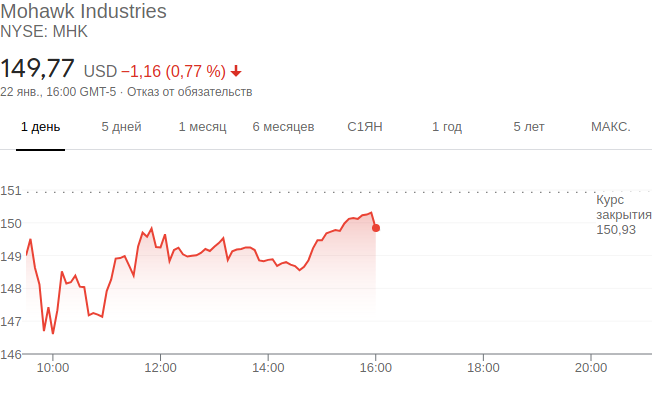 Mohawk Industries
NYSE: MHK
149,77 USD −1,16 (0,77 %) ↓
22 янв., 16:00 GMT-5 · Отказ от обязательств
1 день 5 дней 1 месяц 6 месяцев С1ЯН 1 год 5 лет МАКС.
151
Курс
закрытия
150,93
150
149
148
147
146
10:00 12:00 14:00 16:00 18:00 20:00